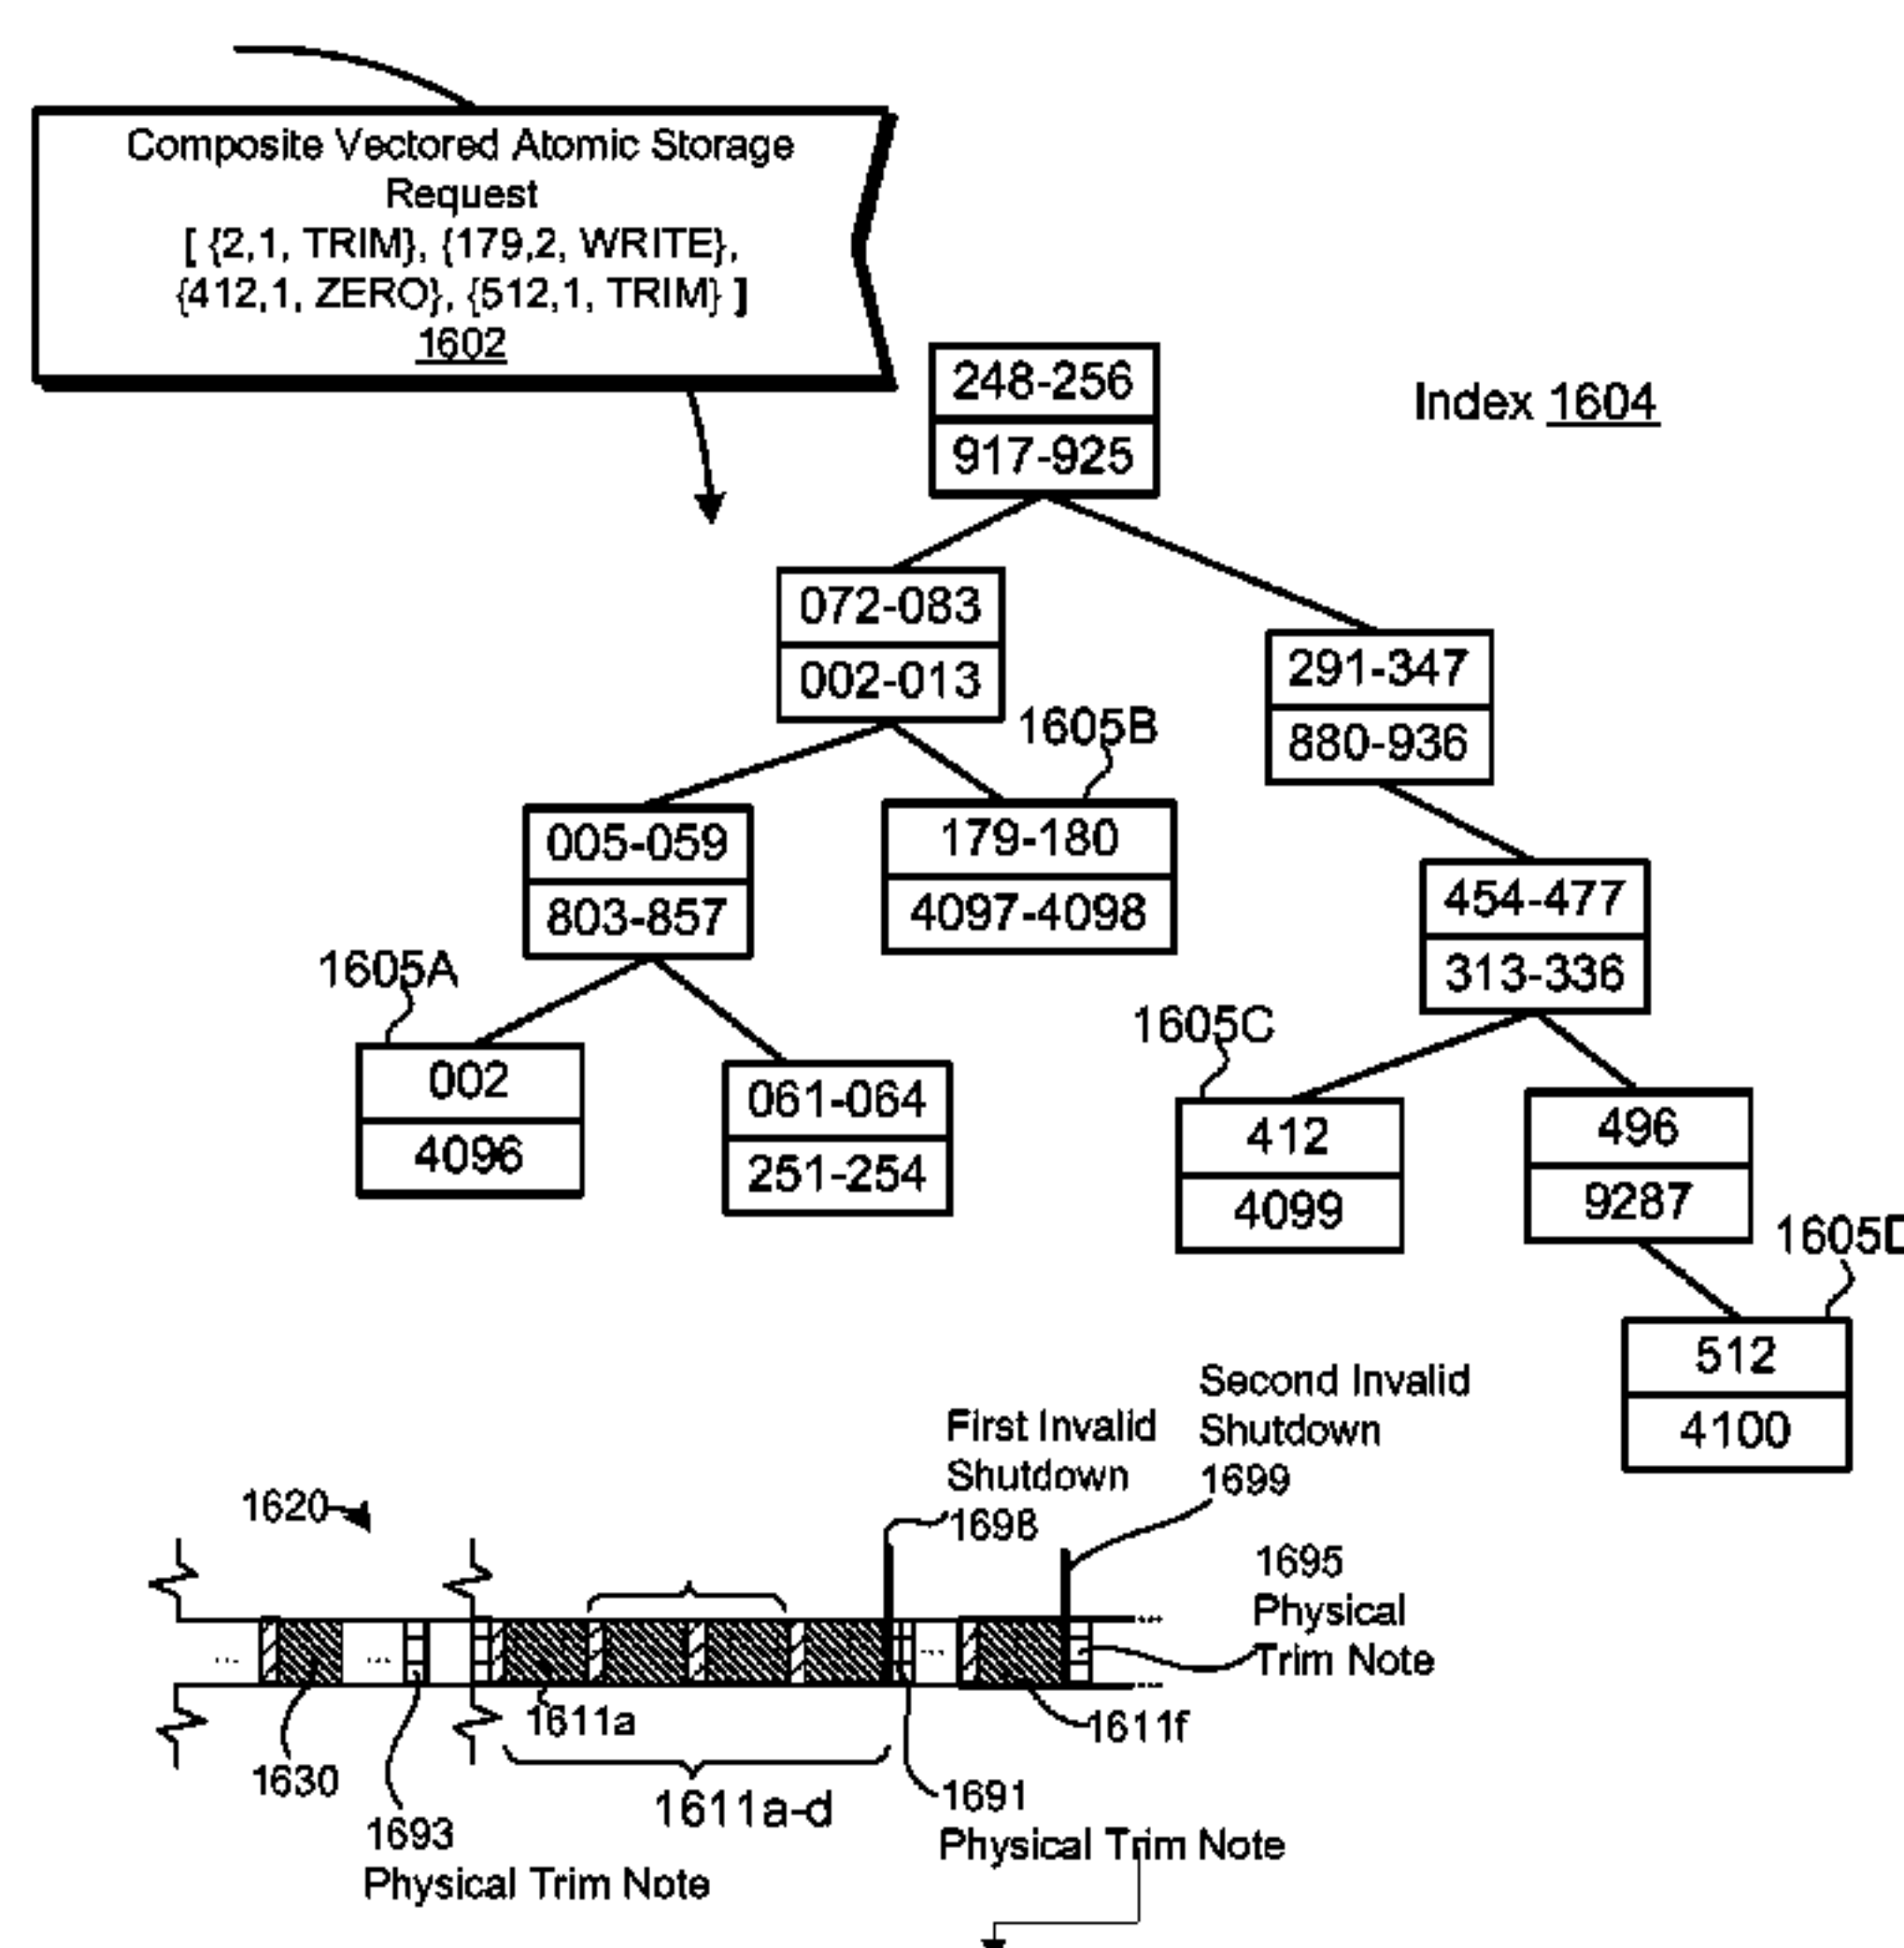 Composite Vectored Atomic Storage
Request
[ {2,1, TRIM}, {179,2, WRITE},
{412,1, ZERO}, {512,1, TRIM} ]
1602
248-256
917-925
Index 1604
072-083
002-013
291-347
880-936
1605B
005-059
803-857
179-180
4097-4098
454-477
313-336
1605A
002
4096
061-064
251-254
1605C
412
4099
496
9287
1605D
512
4100
First Invalid
Shutdown
1698
Second Invalid
Shutdown
1699
1620
1695
Physical
Trim Note
...
...
...
...
...
1611a
1611f
1630
1611a-d
1691
Physical Trim Note
1693
Physical Trim Note